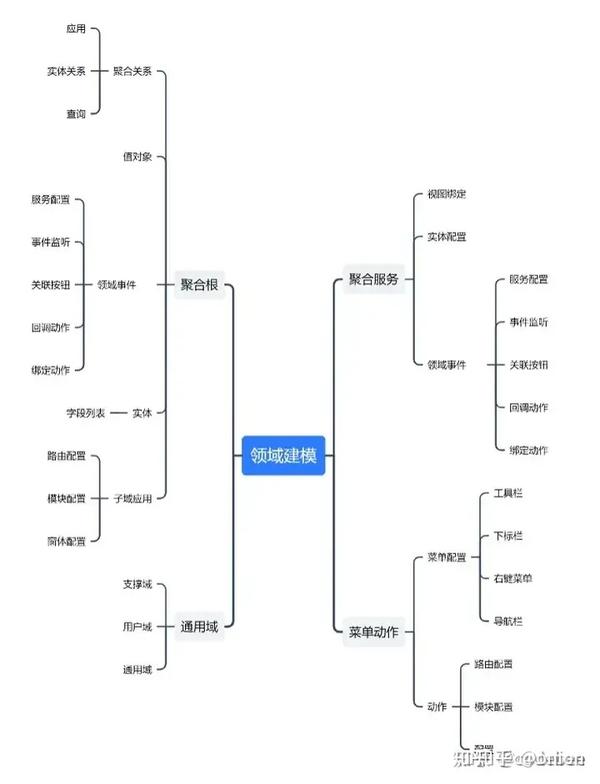 领域建模
聚合根
聚合关系
应用
实体关系
查询
值对象
领域事件
服务配置
事件监听
关联按钮
回调动作
绑定动作
实体
字段列表
子域应用
路由配置
模块配置
窗体配置
通用域
支撑域
用户域
通用域
聚合服务
视图绑定
实体配置
领域事件
服务配置
事件监听
关联按钮
回调动作
绑定动作
菜单动作
菜单配置
工具栏
下标栏
右键菜单
导航栏
动作
路由配置
模块配置
配置